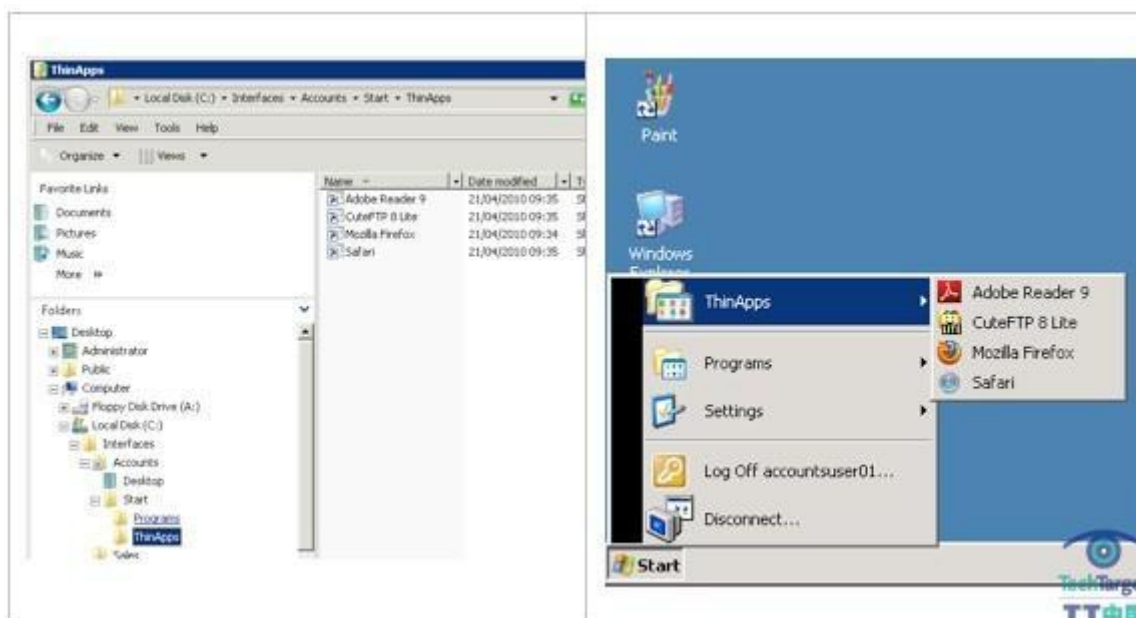 ThinApps
Local Disk (C:) Interfaces Accounts Start ThinApps
File Edit View Tools Help
Organize Views
Favorite Links
Documents
Pictures
Music
More
Folders
Desktop
Administrator
Public
Computer
Floppy Disk Drive (A:)
Local Disk (C:)
Interfaces
Accounts
Desktop
Start
Programs
ThinApps
Sales
Name Date modified
Adobe Reader 9 21/04/2010 09:35
CuteFTP 8 Lite 21/04/2010 09:35
Mozilla Firefox 21/04/2010 09:34
Safari 21/04/2010 09:35
Paint
Windows
Explorer
ThinApps
Programs
Settings
Log Off accountsuser01...
Disconnect...
Adobe Reader 9
CuteFTP 8 Lite
Mozilla Firefox
Safari
Start
TechTarge